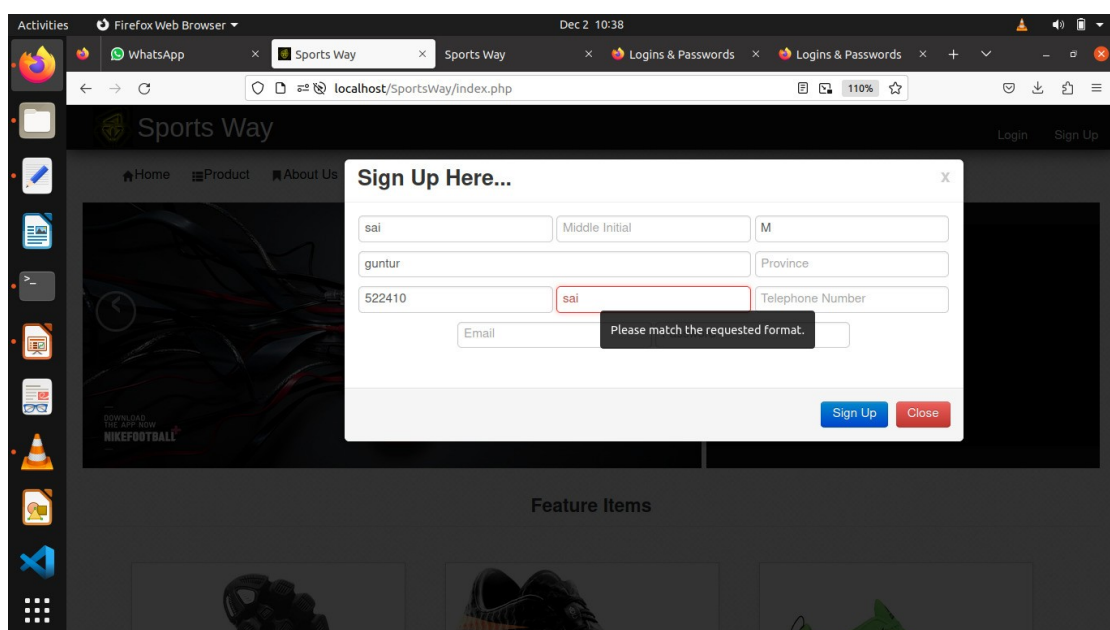 Activities Firefox Web Browser Dec 2 10:38
WhatsApp Sports Way Sports Way Logins & Passwords Logins & Passwords
localhost/SportsWay/index.php 110%
Sports Way Login Sign Up
Home Product About Us
Sign Up Here... X
sai Middle Initial M
guntur Province
522410 sai Telephone Number
Email Please match the requested format.
Sign Up Close
DOWNLOAD
THE APP NOW
NIKEFOOTBALL+
Feature Items